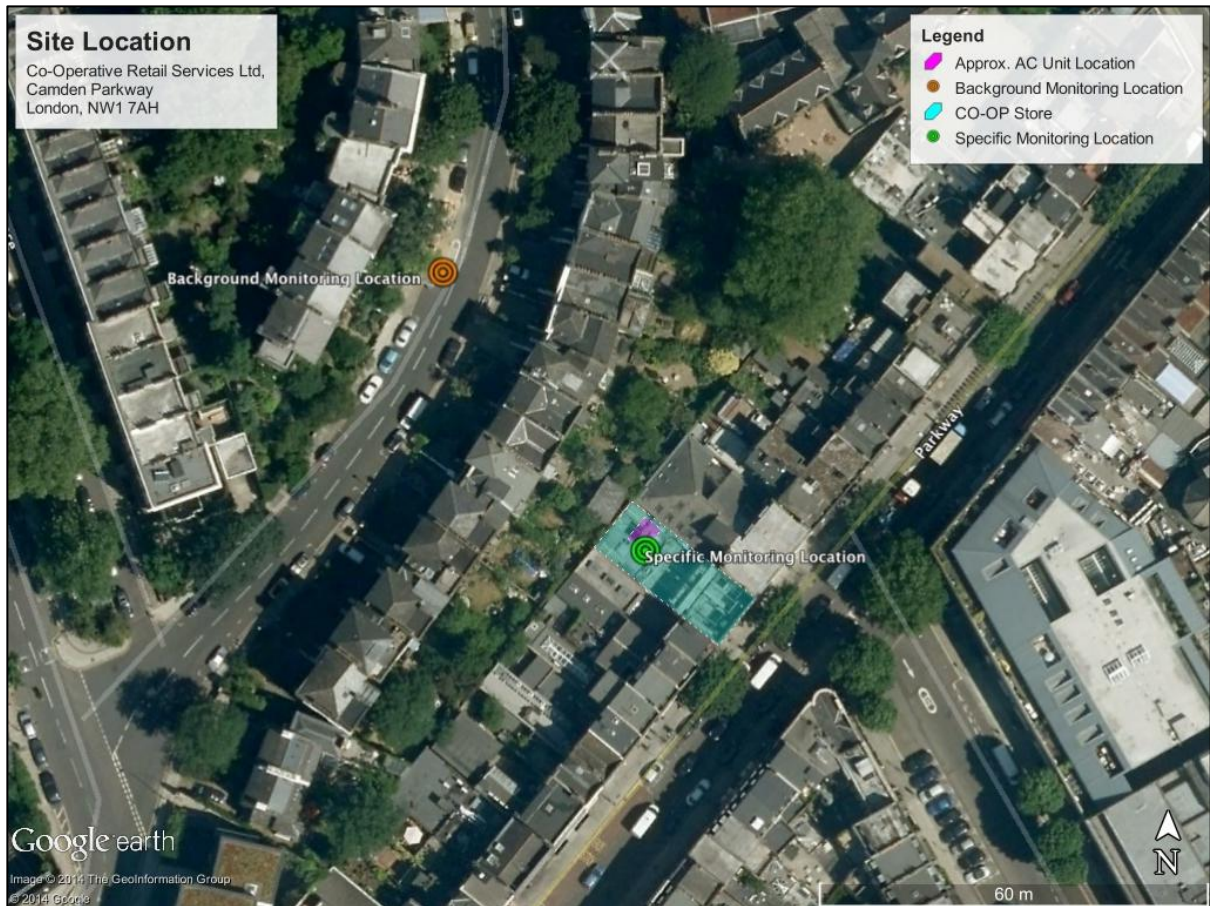 Site Location
Co-Operative Retail Services Ltd,
Camden Parkway
London, NW1 7AH
Legend
Approx. AC Unit Location
Background Monitoring Location
CO-OP Store
Specific Monitoring Location
Background Monitoring Location
Parkway
Specific Monitoring Location
Google earth
Image © 2014 The GeoInformation Group
© 2014 Google
N
60 m